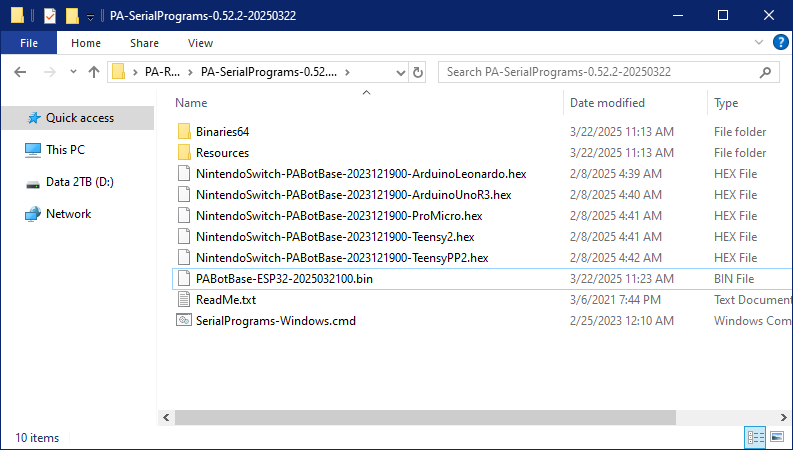 PA-SerialPrograms-0.52.2-20250322
File Home Share View
PA-R... PA-SerialPrograms-0.52.... Search PA-SerialPrograms-0.52.2-20250322
Quick access
This PC
Data 2TB (D:)
Network
Name Date modified Type
Binaries64 3/22/2025 11:13 AM File folder
Resources 3/22/2025 11:13 AM File folder
NintendoSwitch-PABotBase-2023121900-ArduinoLeonardo.hex 2/8/2025 4:39 AM HEX File
NintendoSwitch-PABotBase-2023121900-ArduinoUnoR3.hex 2/8/2025 4:40 AM HEX File
NintendoSwitch-PABotBase-2023121900-ProMicro.hex 2/8/2025 4:41 AM HEX File
NintendoSwitch-PABotBase-2023121900-Teensy2.hex 2/8/2025 4:41 AM HEX File
NintendoSwitch-PABotBase-2023121900-TeensyPP2.hex 2/8/2025 4:42 AM HEX File
PABotBase-ESP32-2025032100.bin 3/22/2025 11:23 AM BIN File
ReadMe.txt 3/6/2021 7:44 PM Text Document
SerialPrograms-Windows.cmd 2/25/2023 12:10 AM Windows Com
10 items